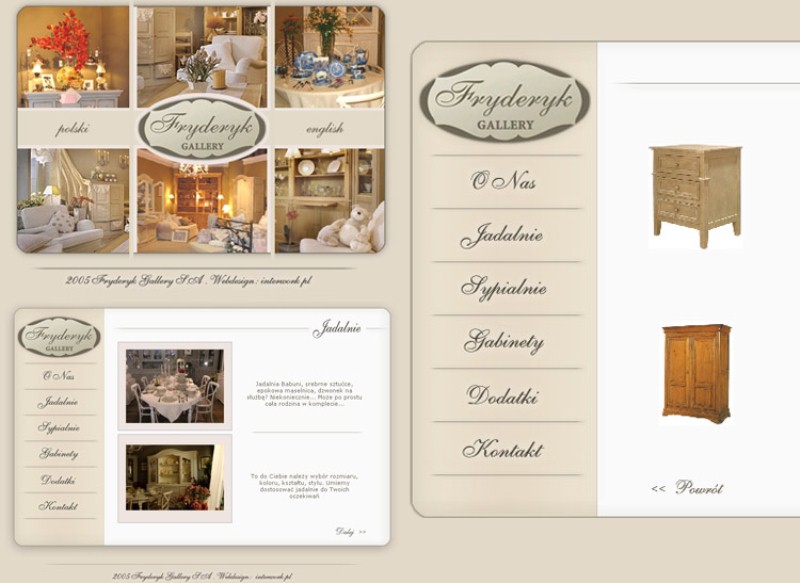 polski
Fryderyk
GALLERY
english
2005 Fryderyk Gallery S.A. Webdesign: interwork.pl
Fryderyk
GALLERY
O Nas
Jadalnie
Sypialnie
Gabinety
Dodatki
Kontakt
Jadalnie
Jadalnia Babuni, srebrne sztućce,
epokowa maselnica, dzwonek na
służbę? Niekoniecznie... Może po prostu
cała rodzina w komplecie...
To do Ciebie należy wybór rozmiaru,
koloru, kształtu, stylu. Umiemy
dostosować jadalnie do Twoich
oczekiwań
Dalej >>
2005 Fryderyk Gallery S.A. Webdesign: interwork.pl
Fryderyk
GALLERY
O Nas
Jadalnie
Sypialnie
Gabinety
Dodatki
Kontakt
<< Powrót